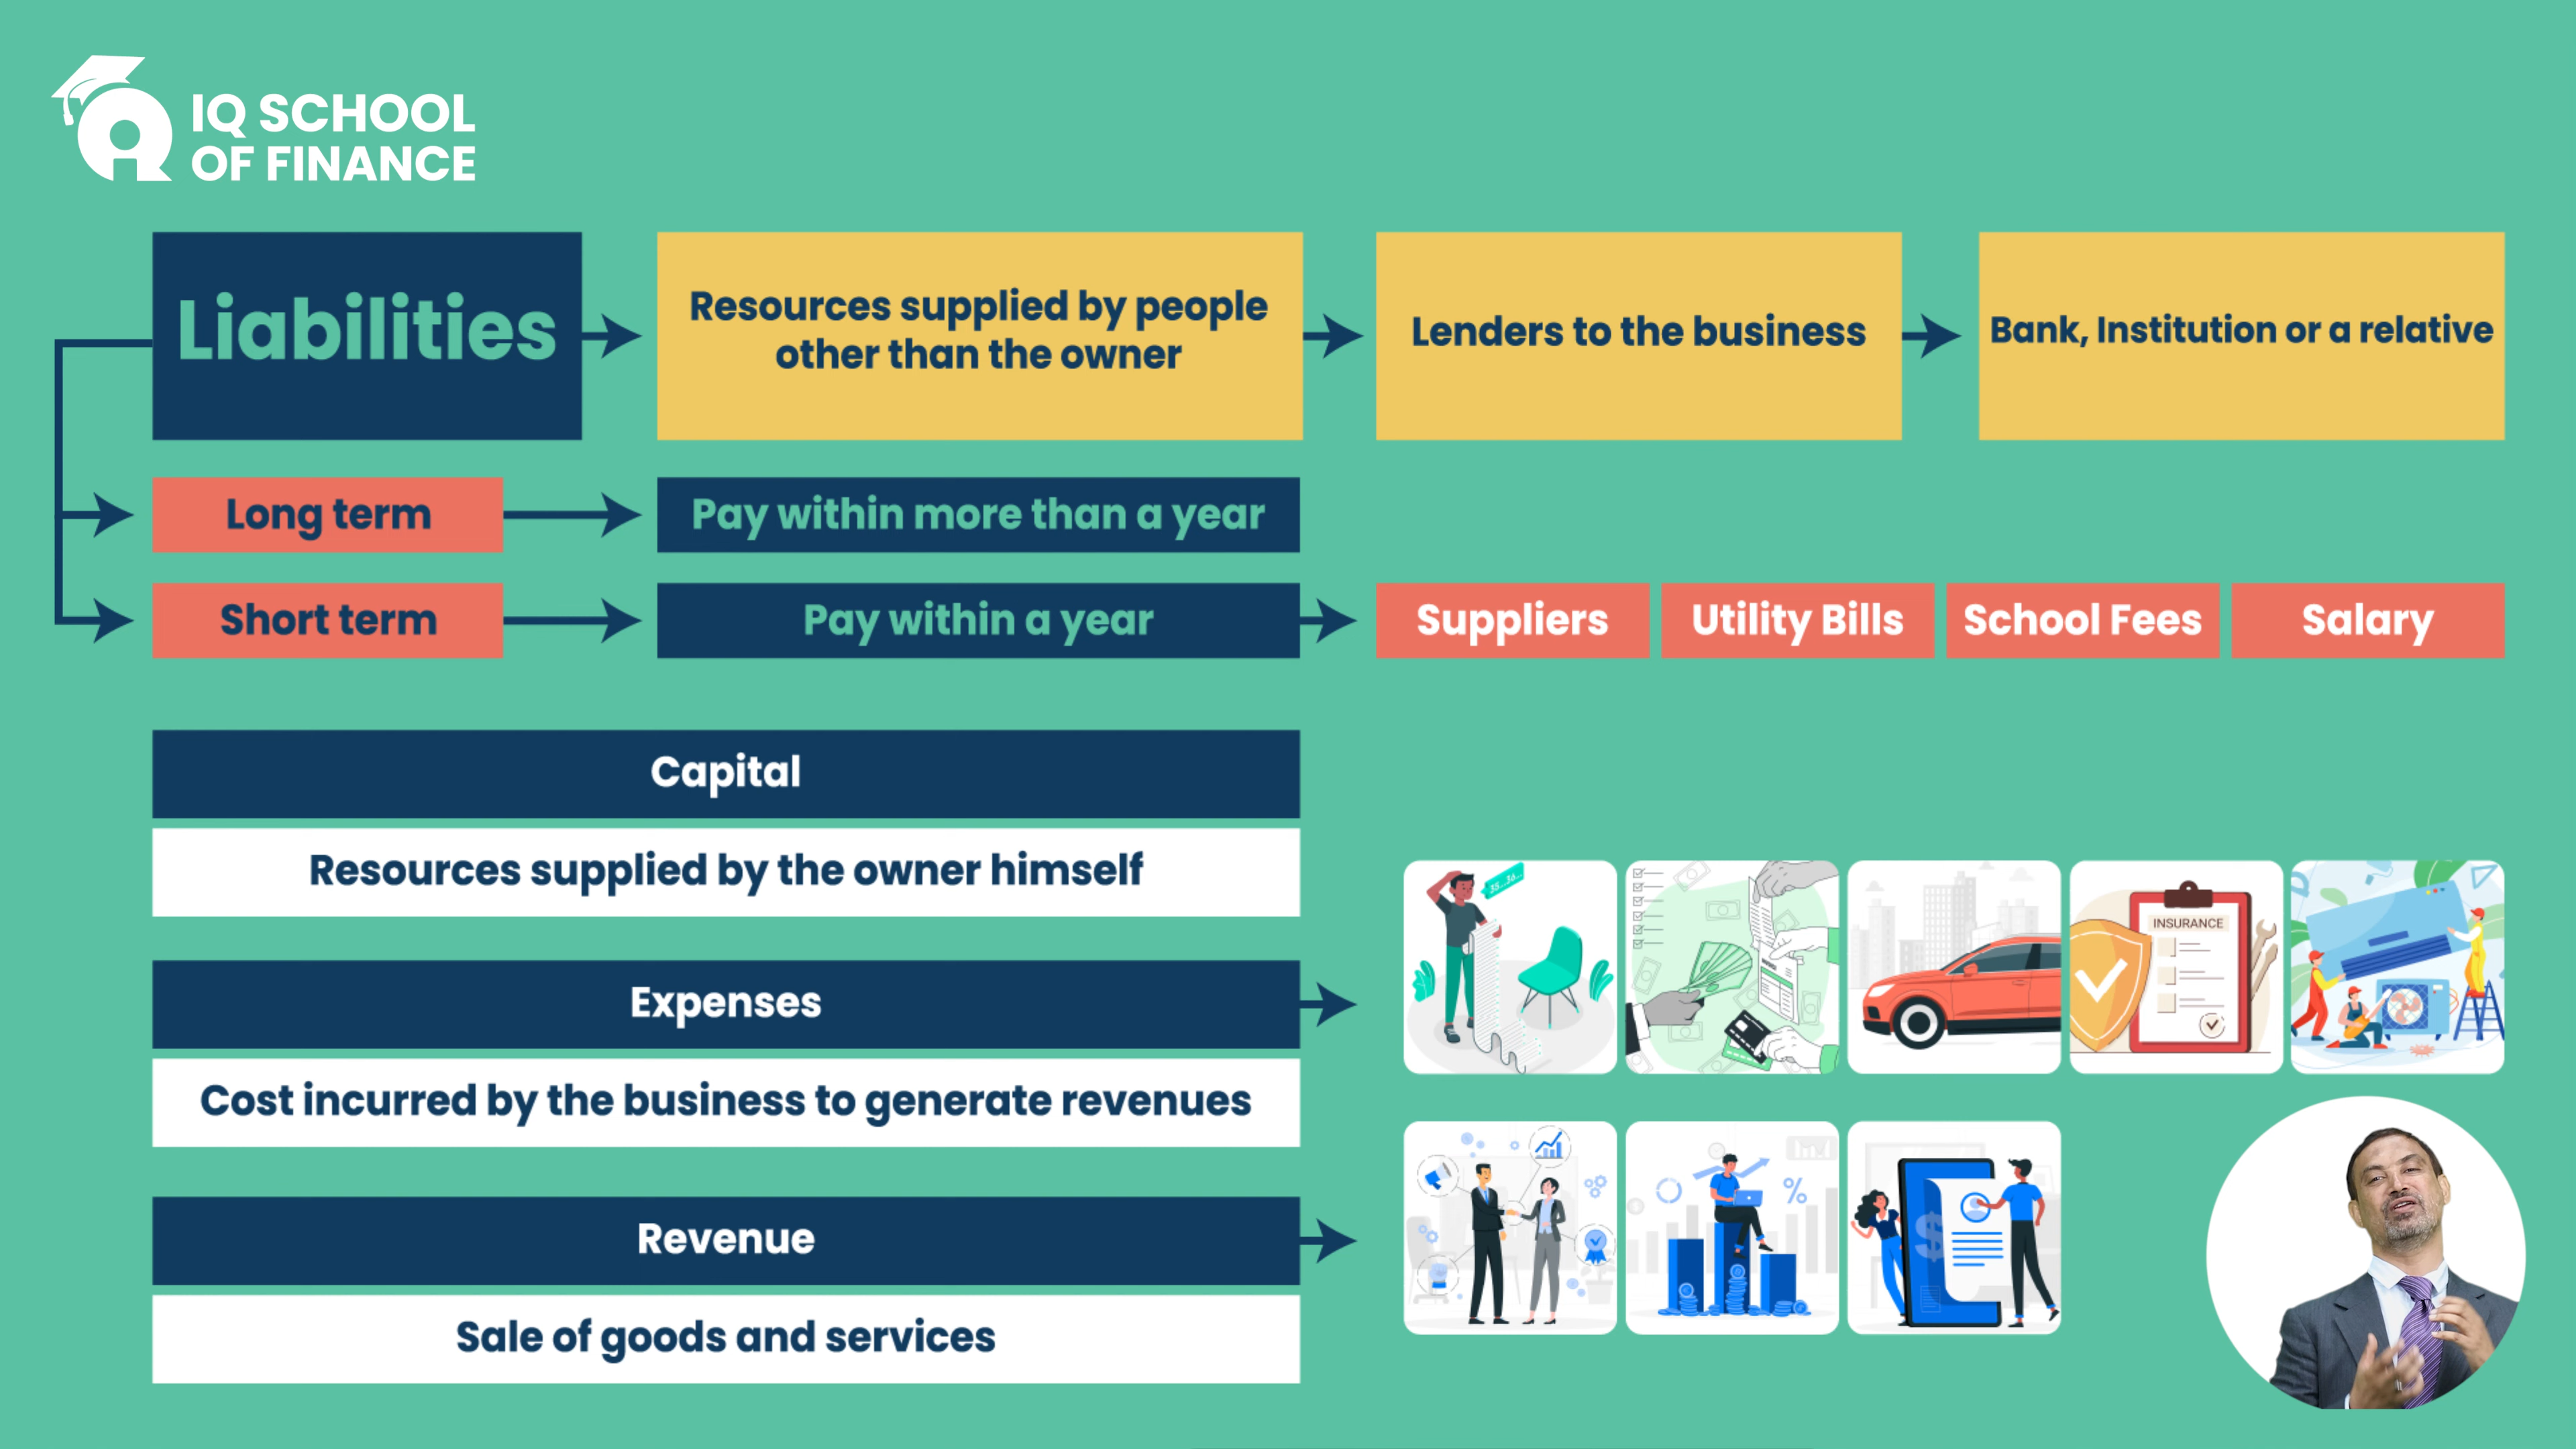 IQ SCHOOL
OF FINANCE
Liabilities
Resources supplied by people
other than the owner
Lenders to the business
Bank, Institution or a relative
Long term
Pay within more than a year
Short term
Pay within a year
Suppliers
Utility Bills
School Fees
Salary
Capital
Resources supplied by the owner himself
Expenses
Cost incurred by the business to generate revenues
INSURANCE
Revenue
%
$
Sale of goods and services